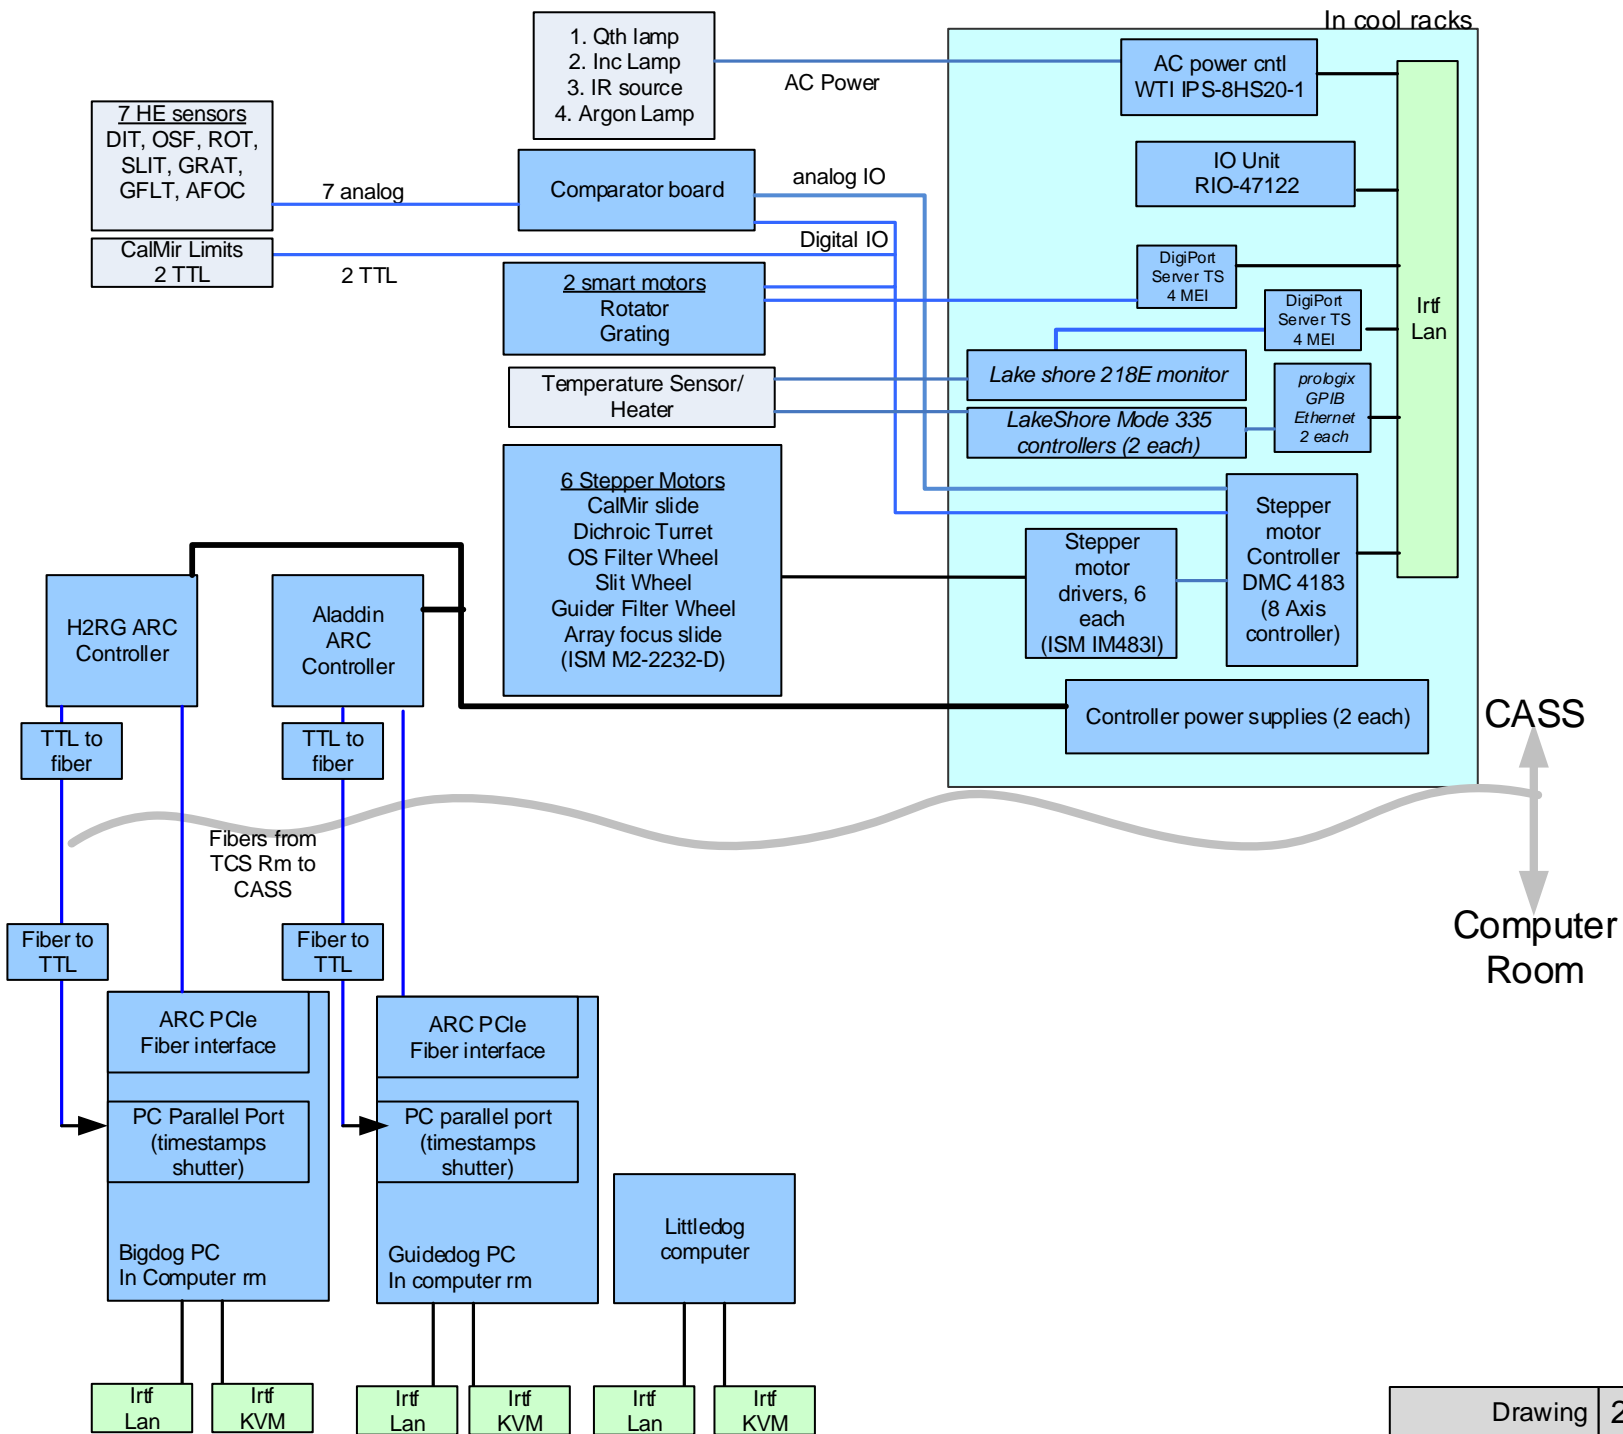 In cool racks
1. Qth lamp
2. Inc Lamp
3. IR source
4. Argon Lamp
AC Power
AC power cntl
WTI IPS-8HS20-1
7 HE sensors
DIT, OSF, ROT,
SLIT, GRAT,
GFLT, AFOC
7 analog
Comparator board
analog IO
IO Unit
RIO-47122
CalMir Limits
2 TTL
2 TTL
Digital IO
2 smart motors
Rotator
Grating
DigiPort
Server TS
4 MEI
DigiPort
Server TS
4 MEI
Irtf
Lan
Temperature Sensor/
Heater
Lake shore 218E monitor
LakeShore Mode 335
controllers (2 each)
prologix
GPIB
Ethernet
2 each
6 Stepper Motors
CalMir slide
Dichroic Turret
OS Filter Wheel
Slit Wheel
Guider Filter Wheel
Array focus slide
(ISM M2-2232-D)
Stepper
motor
drivers, 6
each
(ISM IM483I)
Stepper
motor
Controller
DMC 4183
(8 Axis
controller)
H2RG ARC
Controller
Aladdin
ARC
Controller
Controller power supplies (2 each)
CASS
TTL to
fiber
TTL to
fiber
Fibers from
TCS Rm to
CASS
Computer
Room
Fiber to
TTL
Fiber to
TTL
ARC PCIe
Fiber interface
ARC PCIe
Fiber interface
PC Parallel Port
(timestamps
shutter)
PC parallel port
(timestamps
shutter)
Bigdog PC
In Computer rm
Guidedog PC
In computer rm
Littledog
computer
Irtf
Lan
Irtf
KVM
Irtf
Lan
Irtf
KVM
Irtf
Lan
Irtf
KVM
Drawing
2